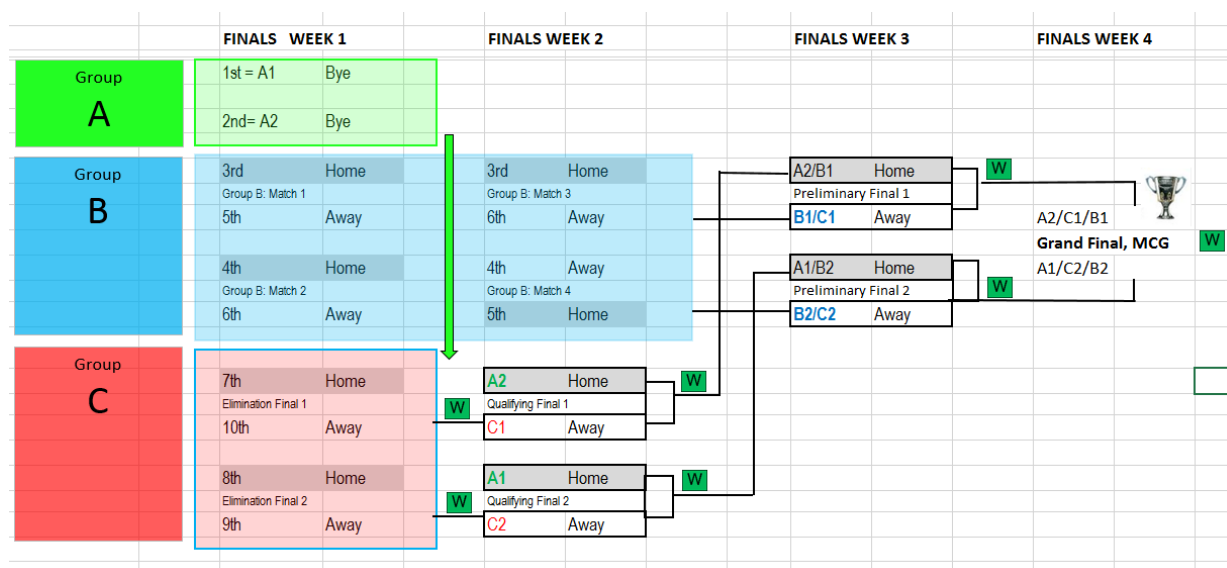 FINALS WEEK 1 FINALS WEEK 2 FINALS WEEK 3 FINALS WEEK 4
Group
A
1st = A1 Bye
2nd= A2 Bye
Group
B
3rd Home 3rd Home A2/B1 Home W
Group B: Match 1 Group B: Match 3 Preliminary Final 1
5th Away 6th Away B1/C1 Away A2/C1/B1
Grand Final, MCG W
4th Home 4th Away A1/B2 Home A1/C2/B2
Group B: Match 2 Group B: Match 4 Preliminary Final 2 W
6th Away 5th Home B2/C2 Away
Group
C
7th Home A2 Home W
Elimination Final 1 W Qualifying Final 1
10th Away C1 Away
8th Home A1 Home W
Elimination Final 2 W Qualifying Final 2
9th Away C2 Away